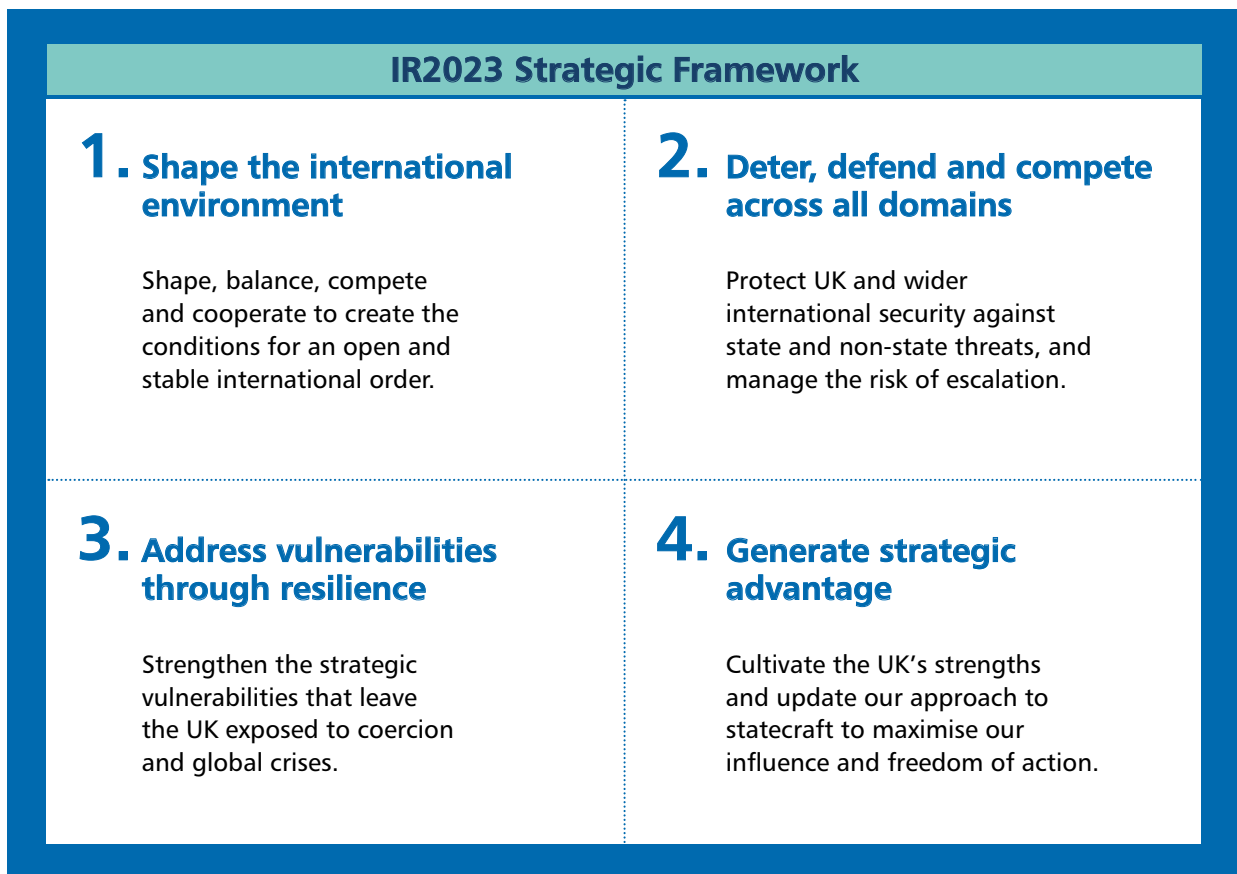 IR2023 Strategic Framework
1. Shape the international
environment
Shape, balance, compete
and cooperate to create the
conditions for an open and
stable international order.
2. Deter, defend and compete
across all domains
Protect UK and wider
international security against
state and non-state threats, and
manage the risk of escalation.
3. Address vulnerabilities
through resilience
Strengthen the strategic
vulnerabilities that leave
the UK exposed to coercion
and global crises.
4. Generate strategic
advantage
Cultivate the UK’s strengths
and update our approach to
statecraft to maximise our
influence and freedom of action.